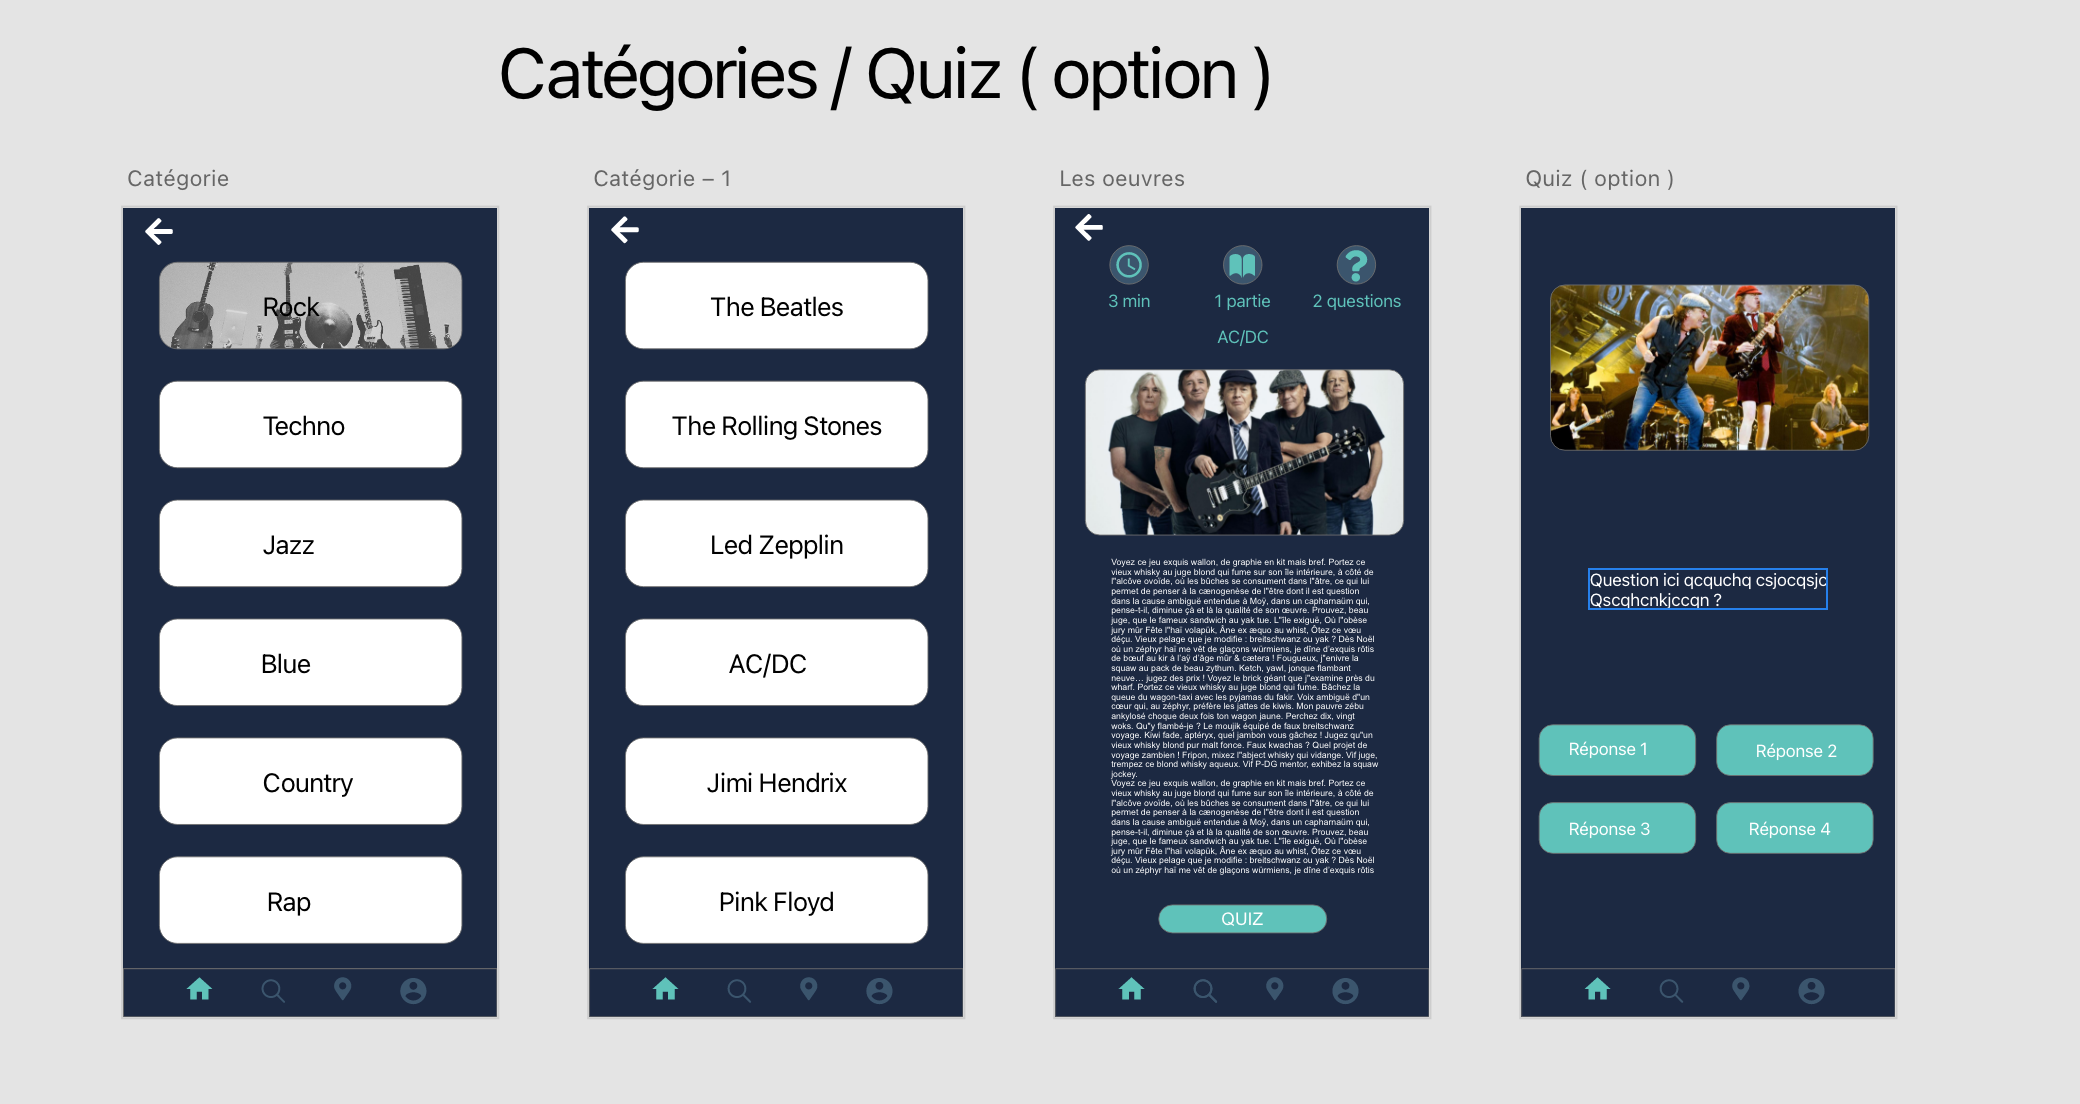 Catégories / Quiz ( option )
Catégorie
Rock
Techno
Jazz
Blue
Country
Rap
Catégorie – 1
The Beatles
The Rolling Stones
Led Zepplin
AC/DC
Jimi Hendrix
Pink Floyd
Les oeuvres
3 min
1 partie
2 questions
AC/DC
Voyez ce jeu exquis wallon, de graphie en kit mais bref. Portez ce
vieux whisky au juge blond qui fume sur son île intérieure, à côté de
l"alcôve ovoïde, où les bûches se consument dans l"âtre, ce qui lui
permet de penser à la cænogenèse de l"être dont il est question
dans la cause ambiguë entendue à Moÿ, dans un capharnaüm qui,
pense-t-il, diminue çà et là la qualité de son œuvre. Prouvez, beau
juge, que le fameux sandwich au yak tue. L"île exiguë, Où l"obèse
jury mûr Fête l"haï volapük, Âne ex æquo au whist, Ôtez ce vœu
déçu. Vieux pelage que je modifie : breitschwanz ou yak ? Dès Noël
où un zéphyr haï me vêt de glaçons würmiens, je dîne d'exquis rôtis
de bœuf au kir à l'aÿ d'âge mûr & cætera ! Fougueux, j"enivre la
squaw au pack de beau zythum. Ketch, yawl, jonque flambant
neuve… jugez des prix ! Voyez le brick géant que j"examine près du
wharf. Portez ce vieux whisky au juge blond qui fume. Bâchez la
queue du wagon-taxi avec les pyjamas du fakir. Voix ambiguë d"un
cœur qui, au zéphyr, préfère les jattes de kiwis. Mon pauvre zébu
ankylosé choque deux fois ton wagon jaune. Perchez dix, vingt
woks. Qu"y flambé-je ? Le moujik équipé de faux breitschwanz
voyage. Kiwi fade, aptéryx, quel jambon vous gâchez ! Jugez qu"un
vieux whisky blond pur malt fonce. Faux kwachas ? Quel projet de
voyage zambien ! Fripon, mixez l"abject whisky qui vidange. Vif juge,
trempez ce blond whisky aqueux. Vif P-DG mentor, exhibez la squaw
jockey.
Voyez ce jeu exquis wallon, de graphie en kit mais bref. Portez ce
vieux whisky au juge blond qui fume sur son île intérieure, à côté de
l"alcôve ovoïde, où les bûches se consument dans l"âtre, ce qui lui
permet de penser à la cænogenèse de l"être dont il est question
dans la cause ambiguë entendue à Moÿ, dans un capharnaüm qui,
pense-t-il, diminue çà et là la qualité de son œuvre. Prouvez, beau
juge, que le fameux sandwich au yak tue. L"île exiguë, Où l"obèse
jury mûr Fête l"haï volapük, Âne ex æquo au whist, Ôtez ce vœu
déçu. Vieux pelage que je modifie : breitschwanz ou yak ? Dès Noël
où un zéphyr haï me vêt de glaçons würmiens, je dîne d'exquis rôtis
QUIZ
Quiz ( option )
Question ici qcquchq csjocqsjc
Qscqhcnkjccqn ?
Réponse 1
Réponse 2
Réponse 3
Réponse 4